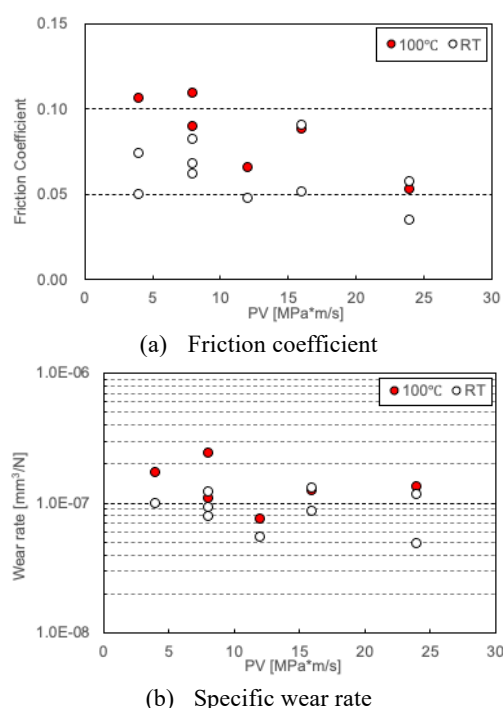 0.15
100℃ RT
0.10
0.05
0.00
Friction Coefficient
0 5 10 15 20 25 30
PV [MPa*m/s]
(a) Friction coefficient
1.0E-06
100℃ RT
1.0E-07
1.0E-08
Wear rate [mm³/N]
0 5 10 15 20 25 30
PV [MPa*m/s]
(b) Specific wear rate